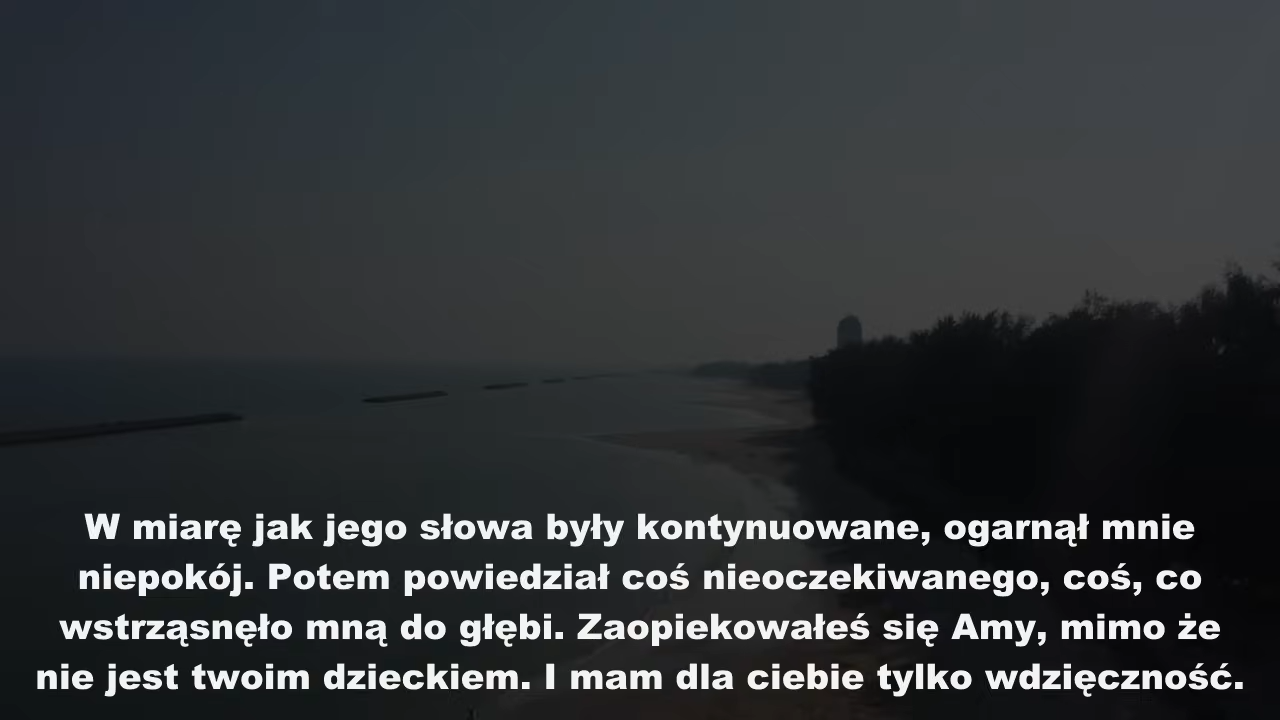 W miarę jak jego słowa były kontynuowane, ogarnął mnie
niepokój. Potem powiedział coś nieoczekiwanego, coś, co
wstrząsnęło mną do głębi. Zaopiekowałeś się Amy, mimo że
nie jest twoim dzieckiem. I mam dla ciebie tylko wdzięczność.